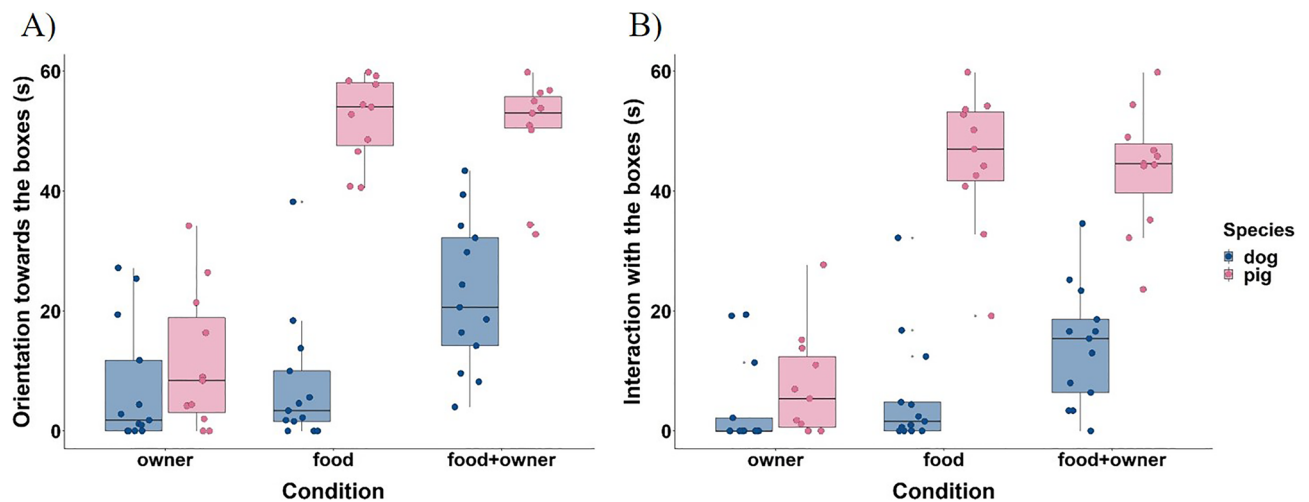 A)
Orientation towards the boxes (s)
60
40
20
0
owner
food
food+owner
Condition
B)
Interaction with the boxes (s)
60
40
20
0
owner
food
food+owner
Condition
Species
dog
pig